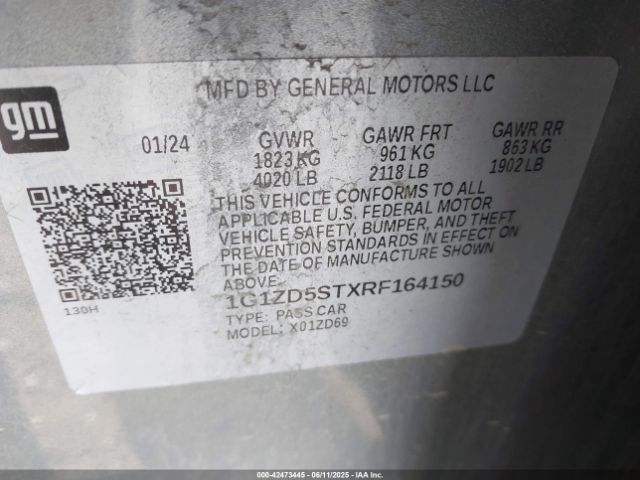 MFD BY GENERAL MOTORS LLC
gm
01/24
GVWR GAWR FRT GAWR RR
1823 KG 961 KG 863 KG
4020 LB 2118 LB 1902 LB
THIS VEHICLE CONFORMS TO ALL
APPLICABLE U.S. FEDERAL MOTOR
VEHICLE SAFETY, BUMPER, AND THEFT
PREVENTION STANDARDS IN EFFECT ON
THE DATE OF MANUFACTURE SHOWN
ABOVE.
130H
1G1ZD5STXRF164150
TYPE: PASS CAR
MODEL: X01ZD69
000-42473445 - 06/11/2025 - IAA Inc.